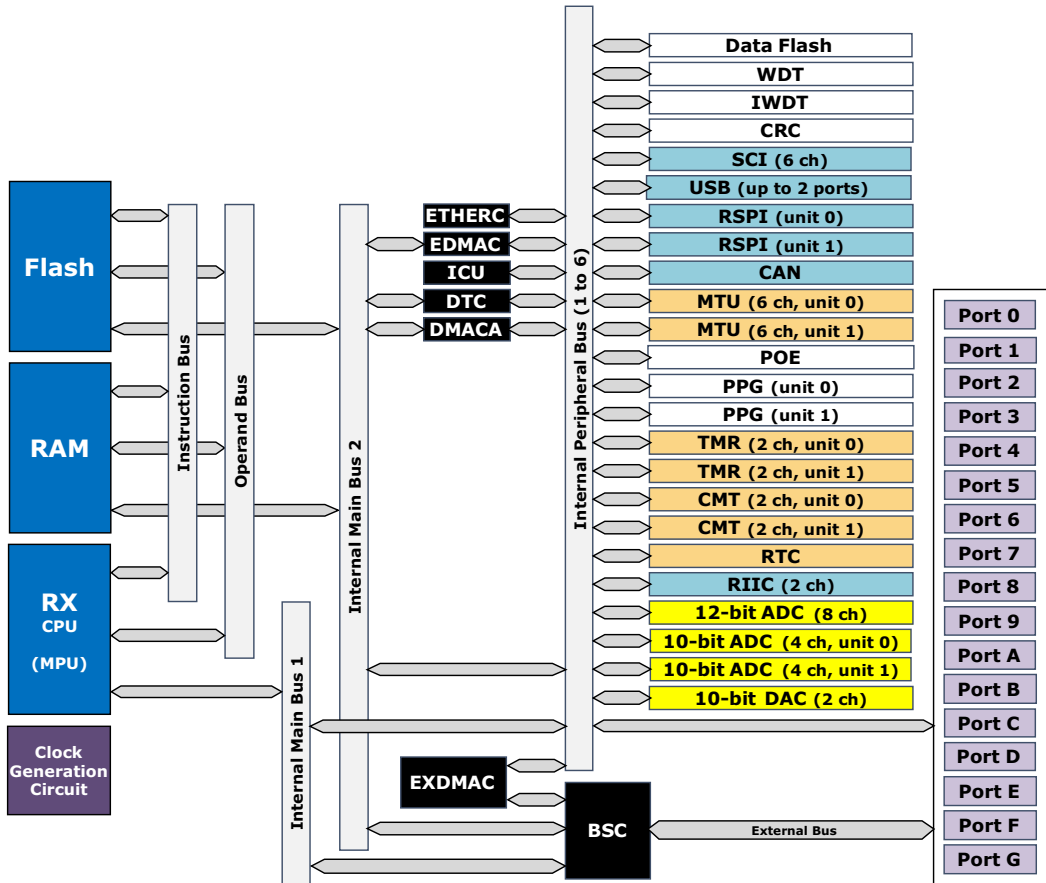 Flash
RAM
RX
CPU
(MPU)
Clock
Generation
Circuit
Instruction Bus
Operand Bus
Internal Main Bus 1
Internal Main Bus 2
ETHERC
EDMAC
ICU
DTC
DMACA
EXDMAC
BSC
Internal Peripheral Bus (1 to 6)
Data Flash
WDT
IWDT
CRC
SCI (6 ch)
USB (up to 2 ports)
RSPI (unit 0)
RSPI (unit 1)
CAN
MTU (6 ch, unit 0)
MTU (6 ch, unit 1)
POE
PPG (unit 0)
PPG (unit 1)
TMR (2 ch, unit 0)
TMR (2 ch, unit 1)
CMT (2 ch, unit 0)
CMT (2 ch, unit 1)
RTC
RIIC (2 ch)
12-bit ADC (8 ch)
10-bit ADC (4 ch, unit 0)
10-bit ADC (4 ch, unit 1)
10-bit DAC (2 ch)
External Bus
Port 0
Port 1
Port 2
Port 3
Port 4
Port 5
Port 6
Port 7
Port 8
Port 9
Port A
Port B
Port C
Port D
Port E
Port F
Port G